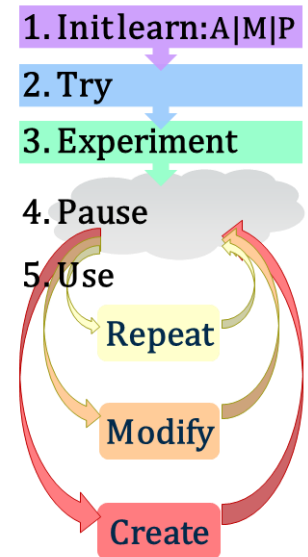 1. Initlearn:A|M|P
2. Try
3. Experiment
4. Pause
5. Use
Repeat
Modify
Create